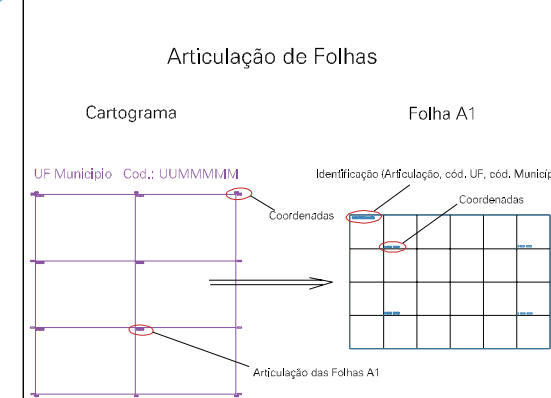 Articulação de Folhas
Cartograma
Folha A1
UF Municipio Cod.: UUMMMMM
Identificação (Articulação, cód. UF, cód. Municíp
Coordenadas
Coordenadas
Articulação das Folhas A1